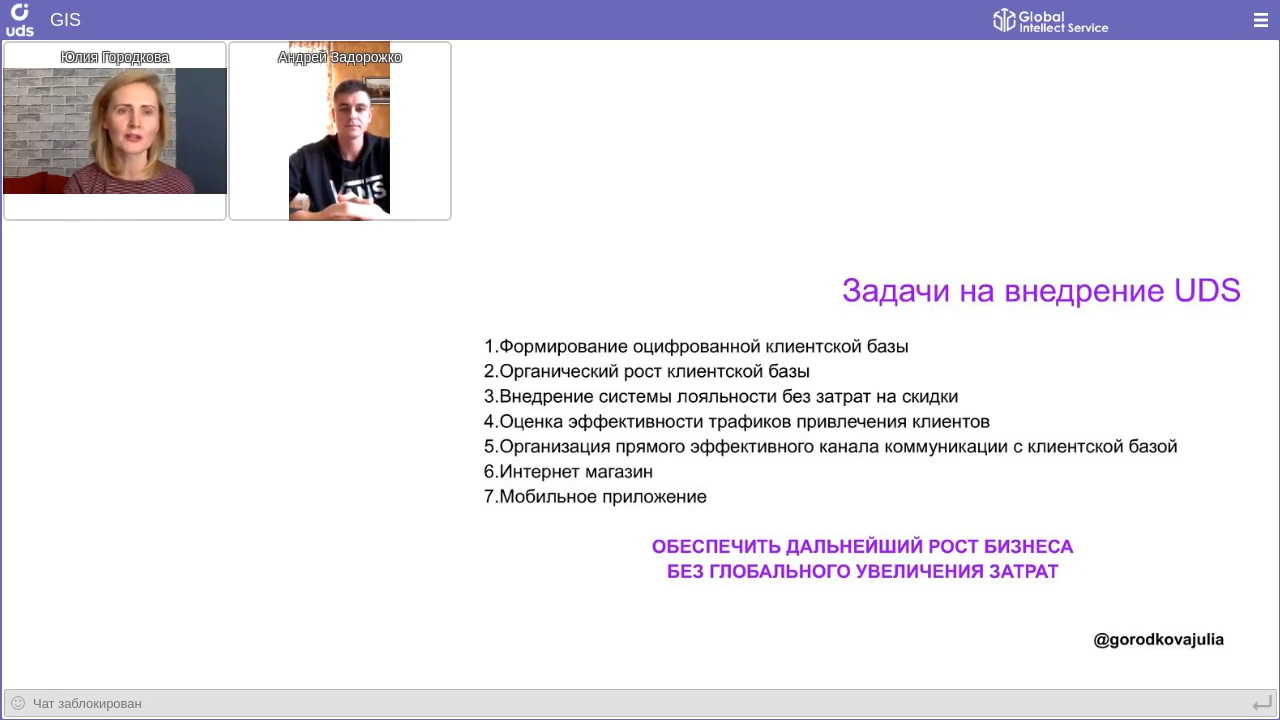 uds
GIS
Global
Intellect Service
Юлия Городкова
Андрей Задорожко
VANS
Задачи на внедрение UDS
1.Формирование оцифрованной клиентской базы
2.Органический рост клиентской базы
3.Внедрение системы лояльности без затрат на скидки
4.Оценка эффективности трафиков привлечения клиентов
5.Организация прямого эффективного канала коммуникации с клиентской базой
6.Интернет магазин
7.Мобильное приложение
ОБЕСПЕЧИТЬ ДАЛЬНЕЙШИЙ РОСТ БИЗНЕСА
БЕЗ ГЛОБАЛЬНОГО УВЕЛИЧЕНИЯ ЗАТРАТ
@gorodkovajulia
Чат заблокирован